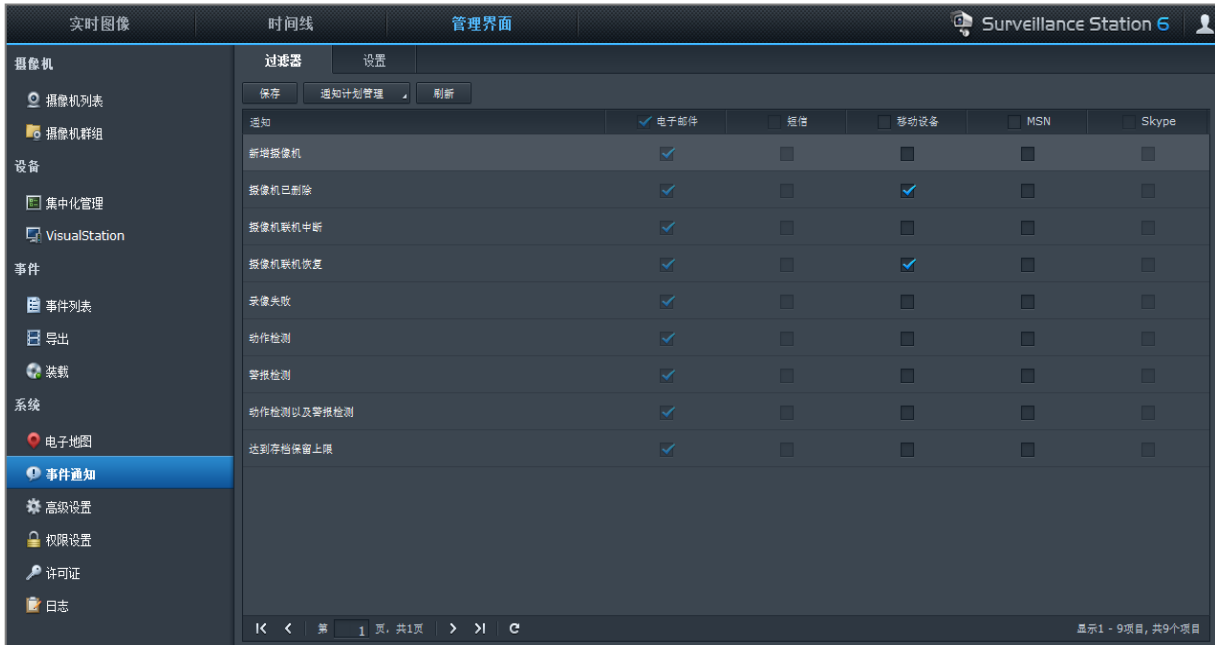 实时图像 时间线 管理界面 Surveillance Station 6
摄像机
摄像机列表
摄像机群组
设备
集中化管理
VisualStation
事件
事件列表
导出
装载
系统
电子地图
事件通知
高级设置
权限设置
许可证
日志
过滤器 设置
保存 通知计划管理 刷新
通知 电子邮件 短信 移动设备 MSN Skype
新增摄像机
摄像机已删除
摄像机联机中断
摄像机联机恢复
录像失败
动作检测
警报检测
动作检测以及警报检测
达到存档保留上限
第 1 页，共1页 显示1 - 9项目, 共9个项目